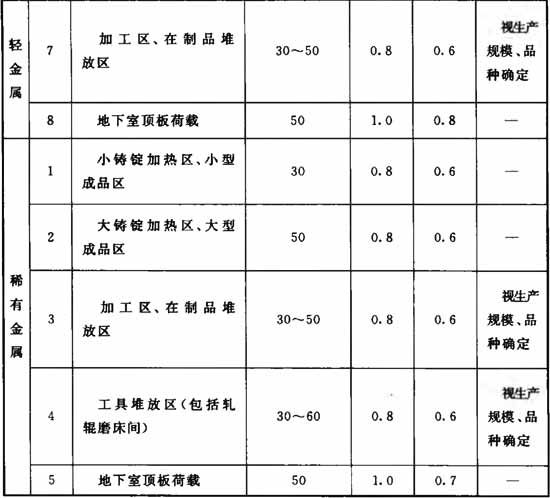 轻金属
7 加工区、在制品堆放区 30～50 0.8 0.6 视生产规模、品种确定
8 地下室顶板荷载 50 1.0 0.8 —
稀有金属
1 小铸锭加热区、小型成品区 30 0.8 0.6 —
2 大铸锭加热区、大型成品区 50 0.8 0.6 —
3 加工区、在制品堆放区 30～50 0.8 0.6 视生产规模、品种确定
4 工具堆放区(包括轧辊磨床间) 30～60 0.8 0.6 视生产规模、品种确定
5 地下室顶板荷载 50 1.0 0.7 —